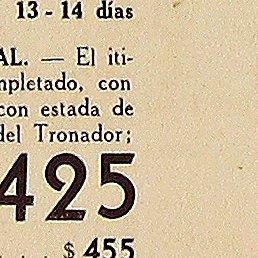 13 - 14 días
AL. — El iti-
mpletado, con
con estada de
del Tronador;
425
$ 455